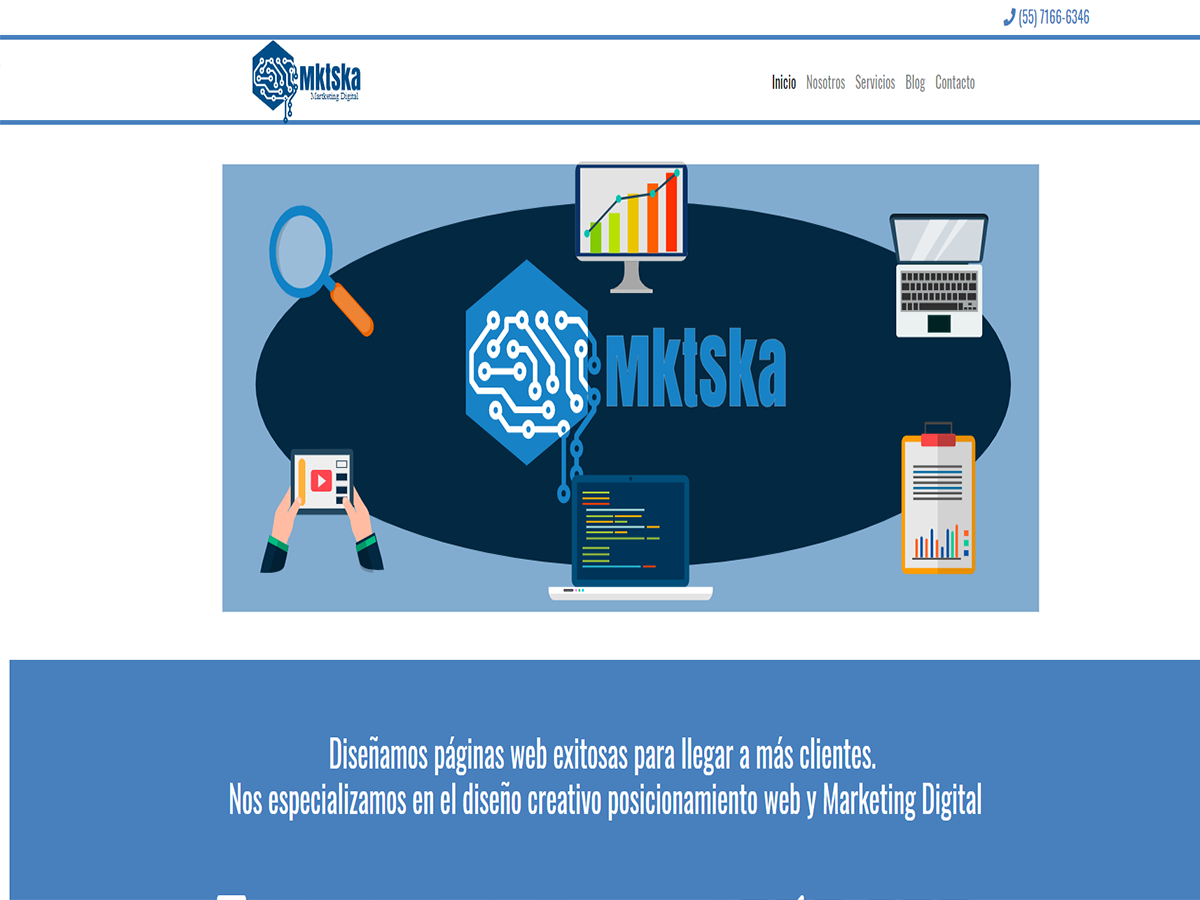 (55) 7166-6346
MktSka
Marketing Digital
Inicio Nosotros Servicios Blog Contacto
MktSka
Diseñamos páginas web exitosas para llegar a más clientes.
Nos especializamos en el diseño creativo posicionamiento web y Marketing Digital